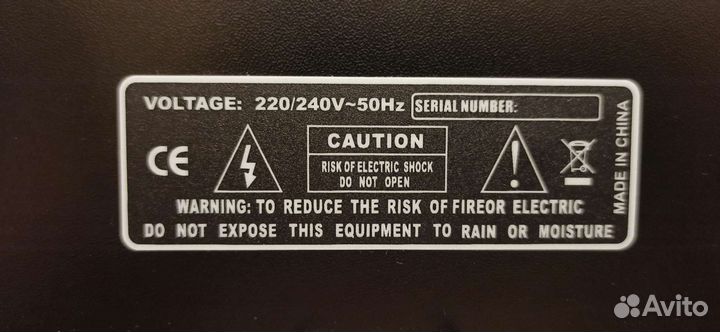 VOLTAGE: 220/240V~50Hz SERIAL NUMBER:
CE
CAUTION
RISK OF ELECTRIC SHOCK
DO NOT OPEN
MADE IN CHINA
WARNING: TO REDUCE THE RISK OF FIREOR ELECTRIC
DO NOT EXPOSE THIS EQUIPMENT TO RAIN OR MOISTURE
Avito